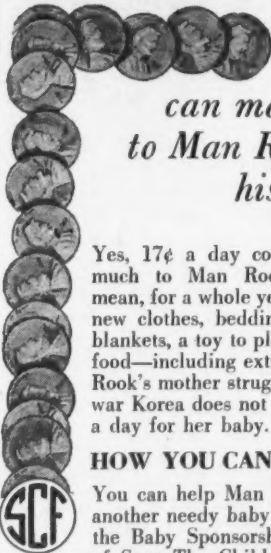 can ma
to Man R
his
Yes, 17¢ a day co
much to Man Roo
mean, for a whole ye
new clothes, beddin
blankets, a toy to pl
food—including ext
Rook's mother strug
war Korea does not
a day for her baby.
HOW YOU CAN
You can help Man
another needy baby
the Baby Sponsorsh
SCF